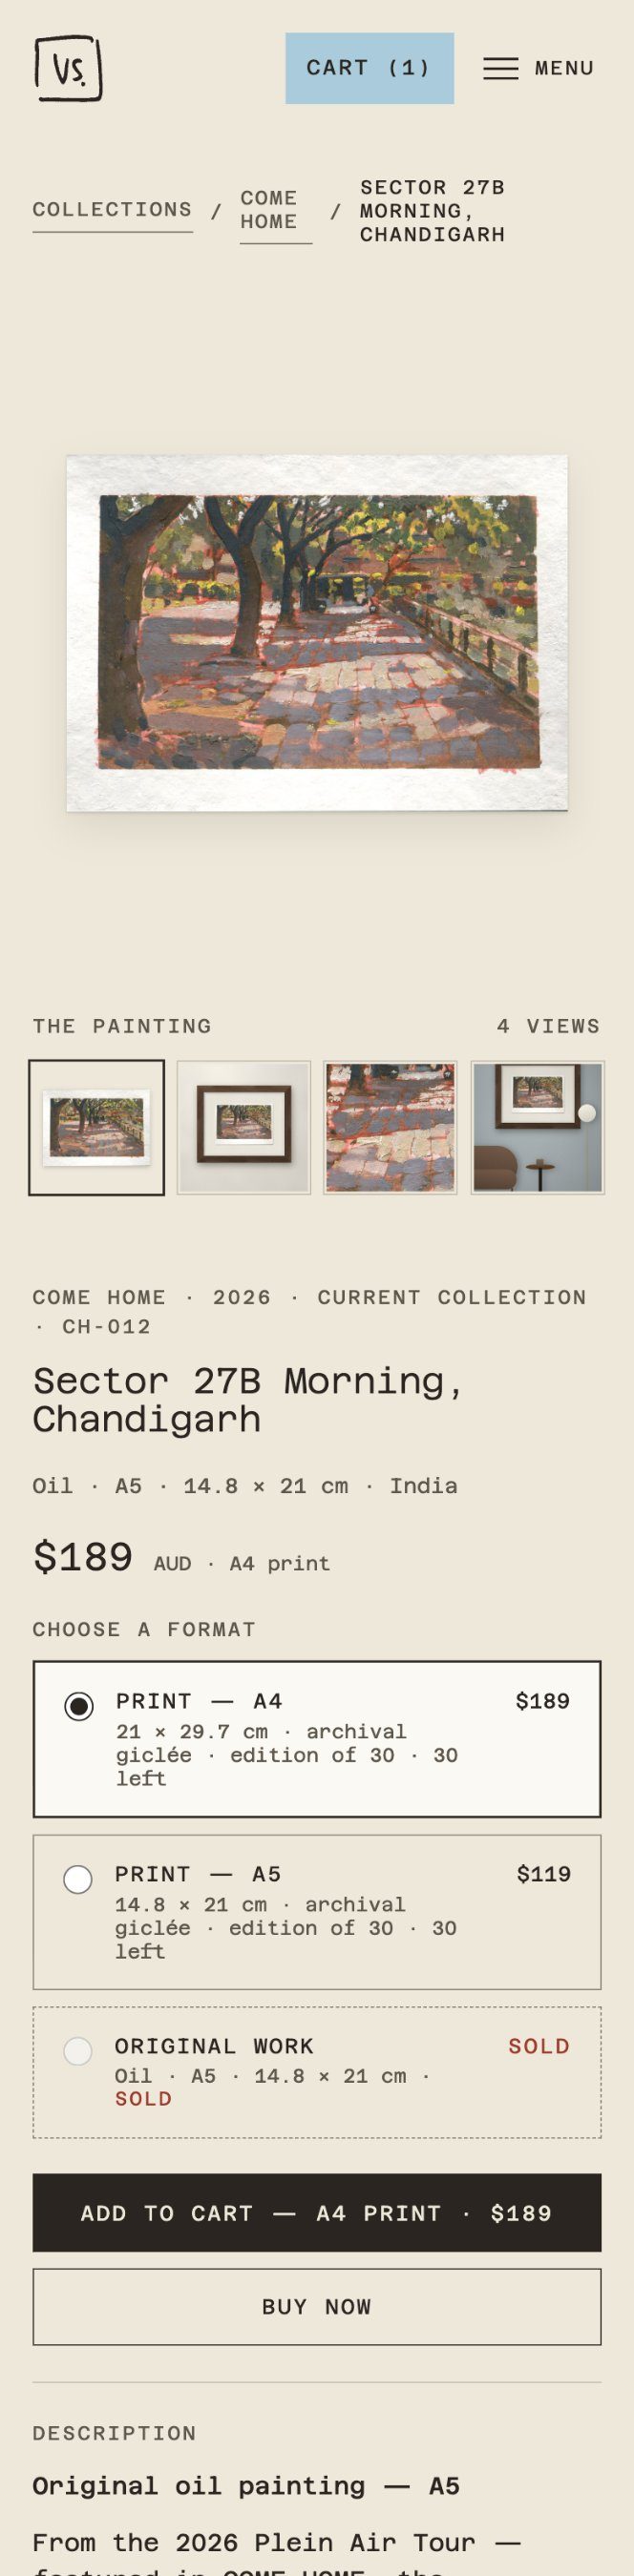 VS.
CART (1)
MENU
COLLECTIONS / COME HOME / SECTOR 27B MORNING, CHANDIGARH
THE PAINTING
4 VIEWS
COME HOME · 2026 · CURRENT COLLECTION
· CH-012
Sector 27B Morning,
Chandigarh
Oil · A5 · 14.8 × 21 cm · India
$189 AUD · A4 print
CHOOSE A FORMAT
PRINT — A4 $189
21 × 29.7 cm · archival
giclée · edition of 30 · 30
left
PRINT — A5 $119
14.8 × 21 cm · archival
giclée · edition of 30 · 30
left
ORIGINAL WORK SOLD
Oil · A5 · 14.8 × 21 cm ·
SOLD
ADD TO CART — A4 PRINT · $189
BUY NOW
DESCRIPTION
Original oil painting — A5
From the 2026 Plein Air Tour —
featured in COME HOME, the